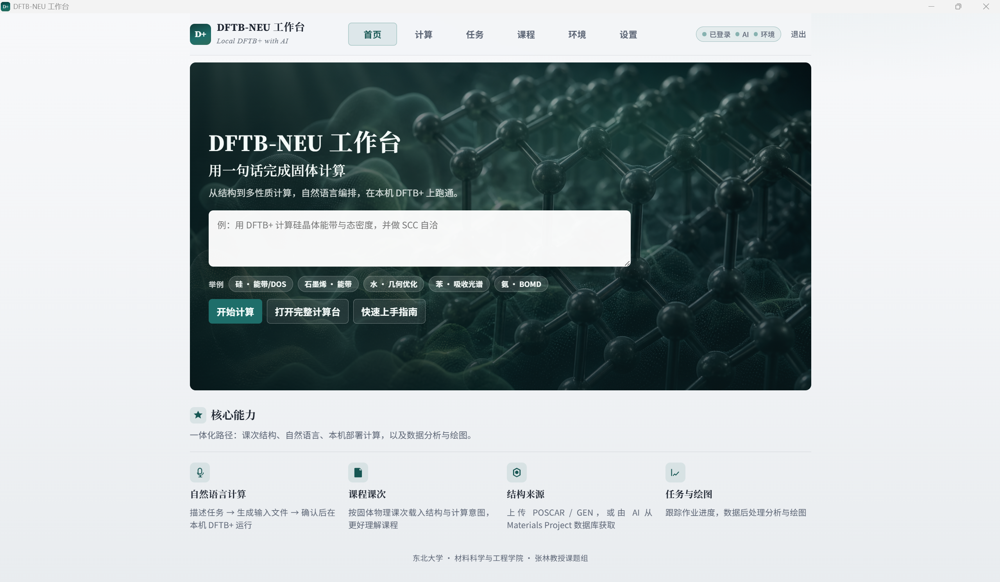 D+ DFTB-NEU 工作台
D+
DFTB-NEU 工作台
Local DFTB+ with AI
首页
计算
任务
课程
环境
设置
已登录 AI 环境
退出
DFTB-NEU 工作台
用一句话完成固体计算
从结构到多性质计算，自然语言编排，在本机 DFTB+ 上跑通。
例：用 DFTB+ 计算硅晶体能带与态密度，并做 SCC 自洽
举例
硅 · 能带/DOS
石墨烯 · 能带
水 · 几何优化
苯 · 吸收光谱
氨 · BOMD
开始计算
打开完整计算台
快速上手指南
核心能力
一体化路径：课次结构、自然语言、本机部署计算，以及数据分析与绘图。
自然语言计算
描述任务 → 生成输入文件 → 确认后在
本机 DFTB+ 运行
课程课次
按固体物理课次载入结构与计算意图，
更好理解课程
结构来源
上传 POSCAR / GEN，或由 AI 从
Materials Project 数据库获取
任务与绘图
跟踪作业进度，数据后处理分析与绘图
东北大学 · 材料科学与工程学院 · 张林教授课题组